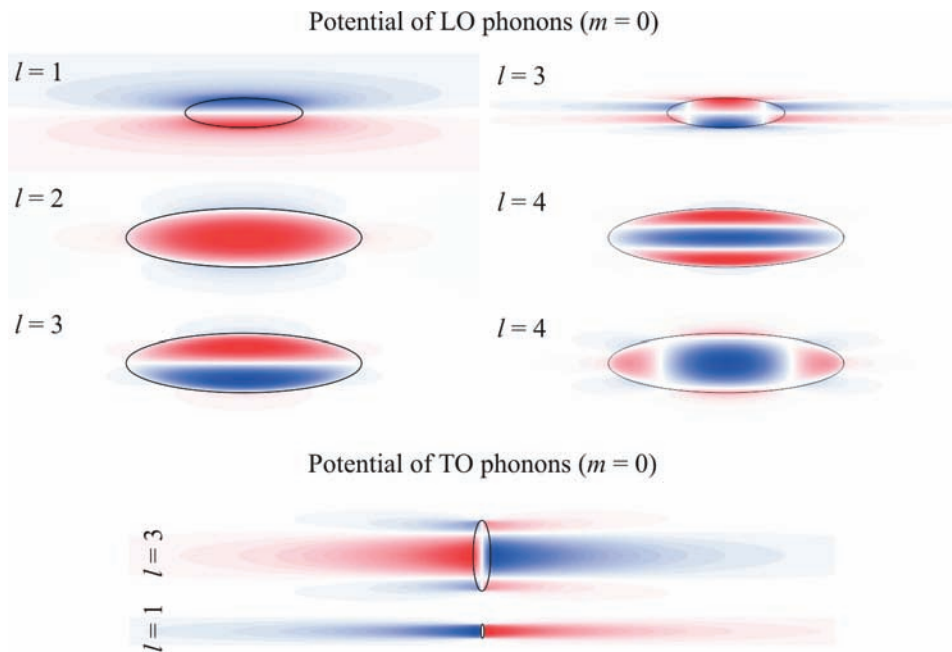 Potential of LO phonons (m = 0)
l = 1
l = 3
l = 2
l = 4
l = 3
l = 4
Potential of TO phonons (m = 0)
l = 3
l = 1